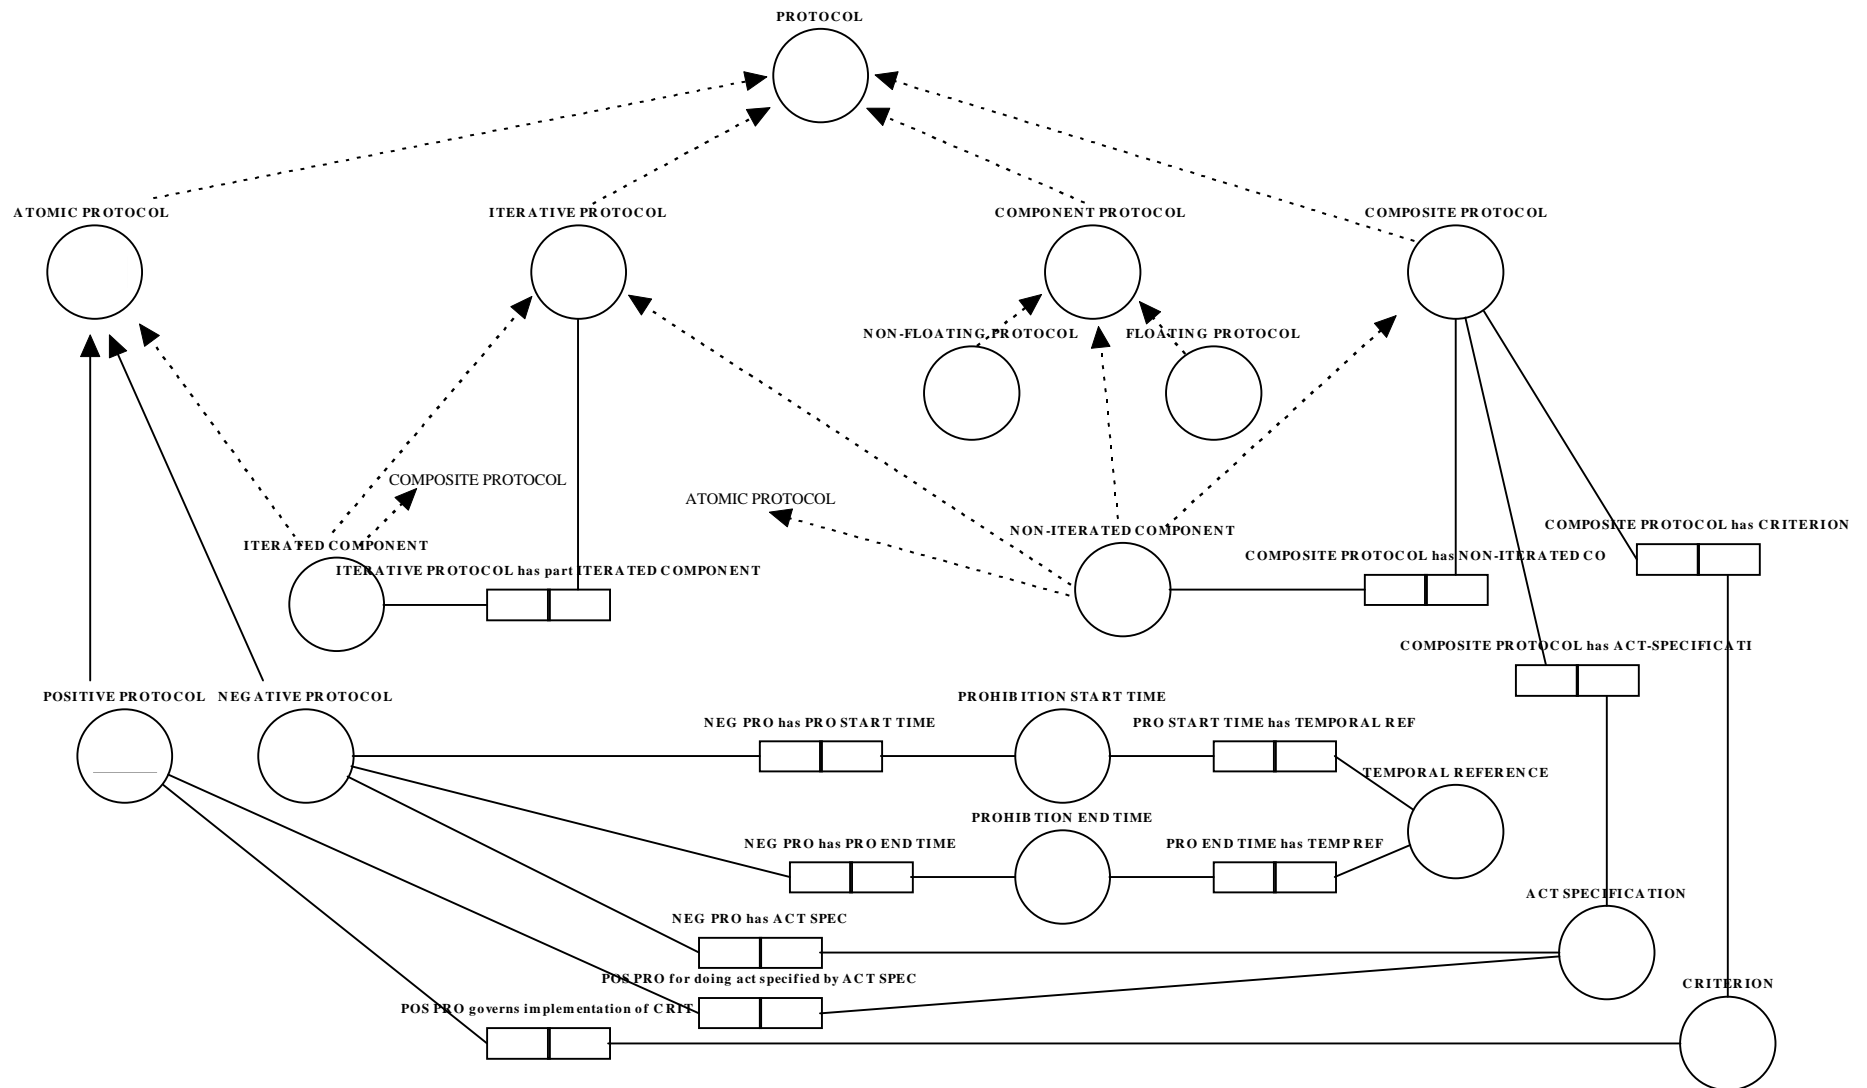 PROTOCOL
ATOMIC PROTOCOL
ITERATIVE PROTOCOL
COMPONENT PROTOCOL
COMPOSITE PROTOCOL
NON-FLOATING PROTOCOL
FLOATING PROTOCOL
COMPOSITE PROTOCOL
ATOMIC PROTOCOL
COMPOSITE PROTOCOL has CRITERION
NON-ITERATED COMPONENT
ITERATED COMPONENT
COMPOSITE PROTOCOL has NON-ITERATED CO
ITERATIVE PROTOCOL has part ITERATED COMPONENT
COMPOSITE PROTOCOL has ACT-SPECIFICATI
POSITIVE PROTOCOL
NEGATIVE PROTOCOL
PROHIBITION START TIME
NEG PRO has PRO START TIME
PRO START TIME has TEMPORAL REF
TEMPORAL REFERENCE
PROHIBTION END TIME
NEG PRO has PRO END TIME
PRO END TIME has TEMP REF
ACT SPECIFICATION
NEG PRO has ACT SPEC
POS PRO for doing act specified by ACT SPEC
CRITERION
POS PRO governs implementation of CRIT